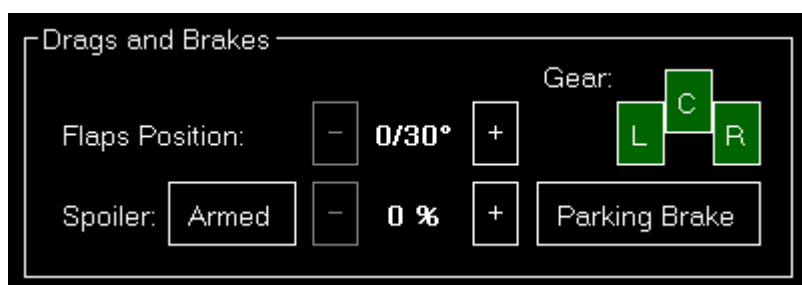 Drags and Brakes
Gear:
C
L R
Flaps Position: − 0/30° +
Spoiler: Armed − 0 % + Parking Brake